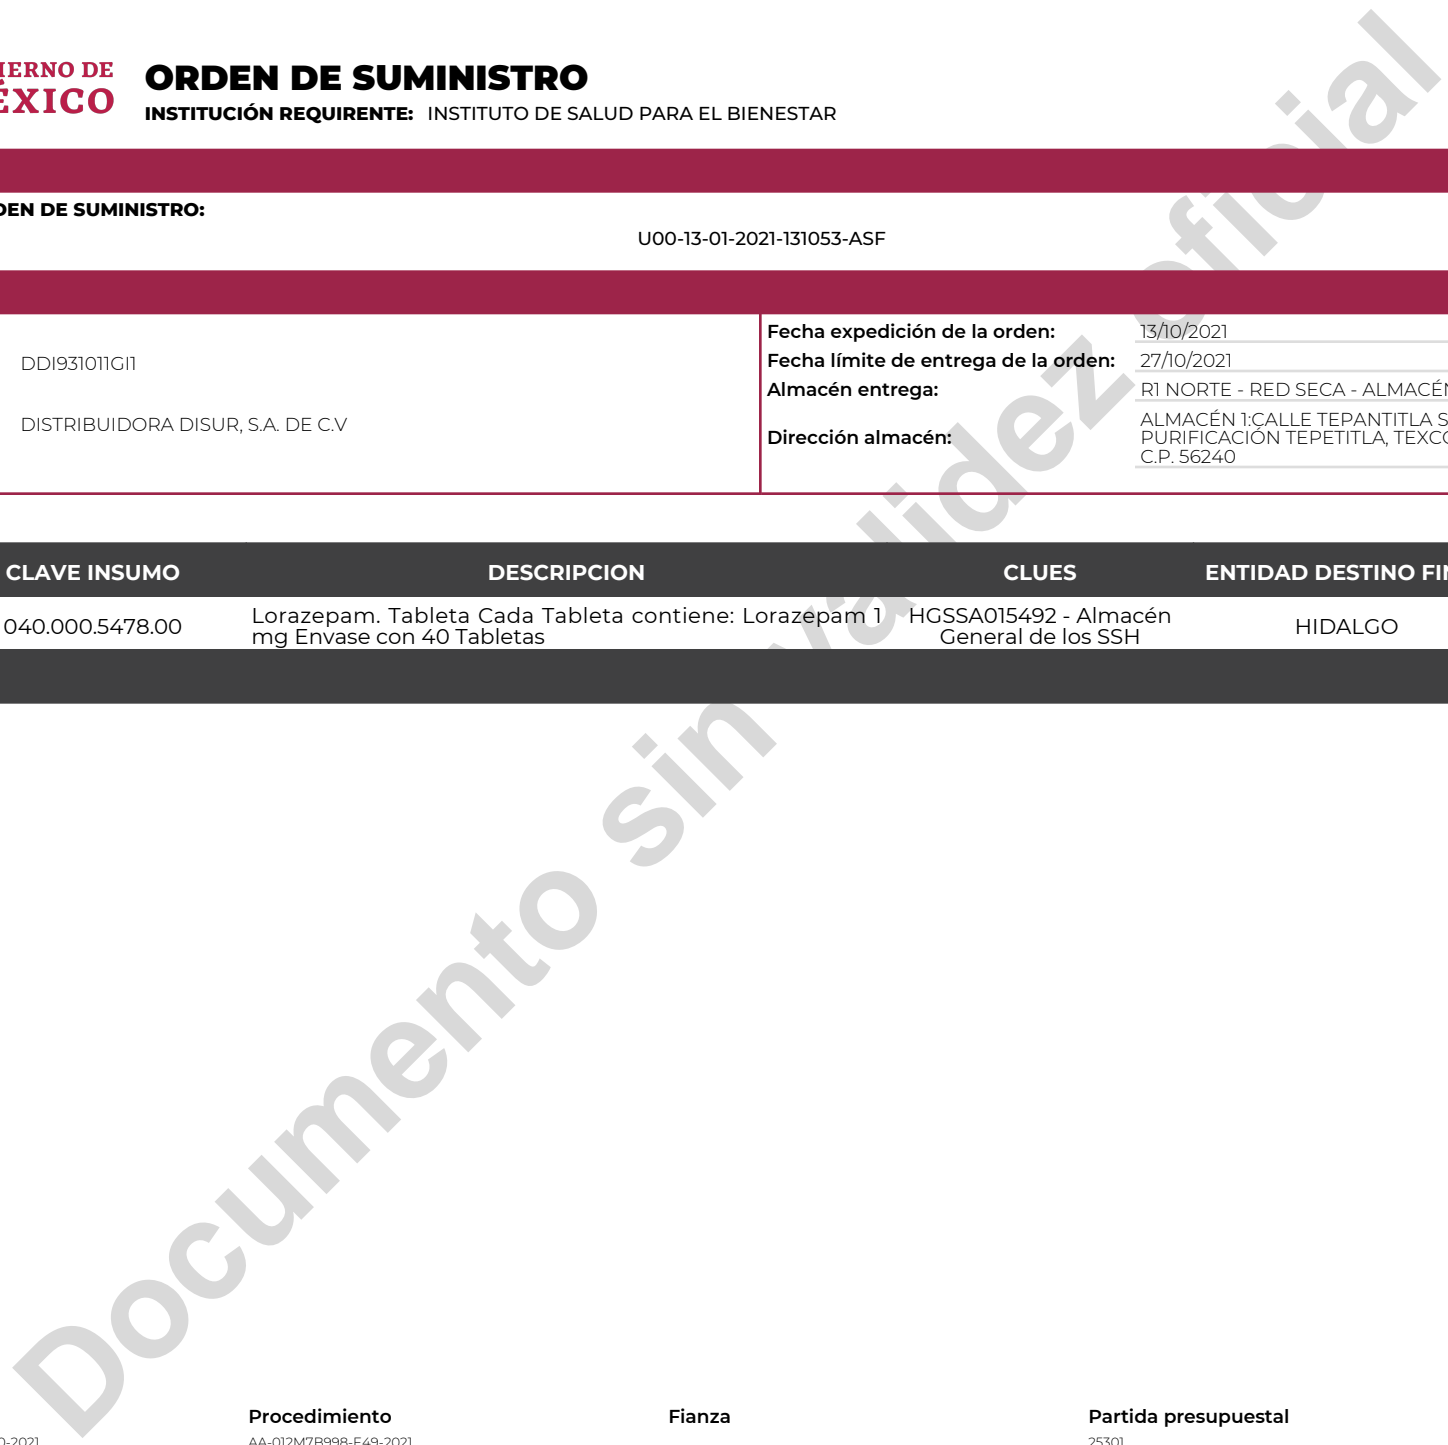 IERNO DE
ÉXICO
ORDEN DE SUMINISTRO
INSTITUCIÓN REQUIRENTE: INSTITUTO DE SALUD PARA EL BIENESTAR
DEN DE SUMINISTRO:
U00-13-01-2021-131053-ASF
DDI931011GI1
DISTRIBUIDORA DISUR, S.A. DE C.V
Fecha expedición de la orden: 13/10/2021
Fecha límite de entrega de la orden: 27/10/2021
Almacén entrega: R1 NORTE - RED SECA - ALMACÉN
Dirección almacén:
ALMACÉN 1:CALLE TEPANTITLA S
PURIFICACIÓN TEPETITLA, TEXCO
C.P. 56240
CLAVE INSUMO DESCRIPCION CLUES ENTIDAD DESTINO FIN
040.000.5478.00
Lorazepam. Tableta Cada Tableta contiene: Lorazepam 1
mg Envase con 40 Tabletas
HGSSA015492 - Almacén
General de los SSH
HIDALGO
Documento sin validez oficial
Procedimiento Fianza Partida presupuestal
0-2021 AA-012M7B998-E49-2021 25301